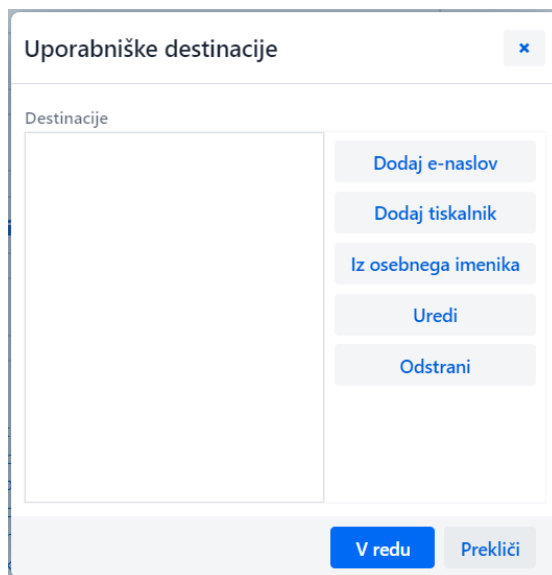 Uporabniške destinacije
Destinacije
Dodaj e-naslov
Dodaj tiskalnik
Iz osebnega imenika
Uredi
Odstrani
V redu
Prekliči